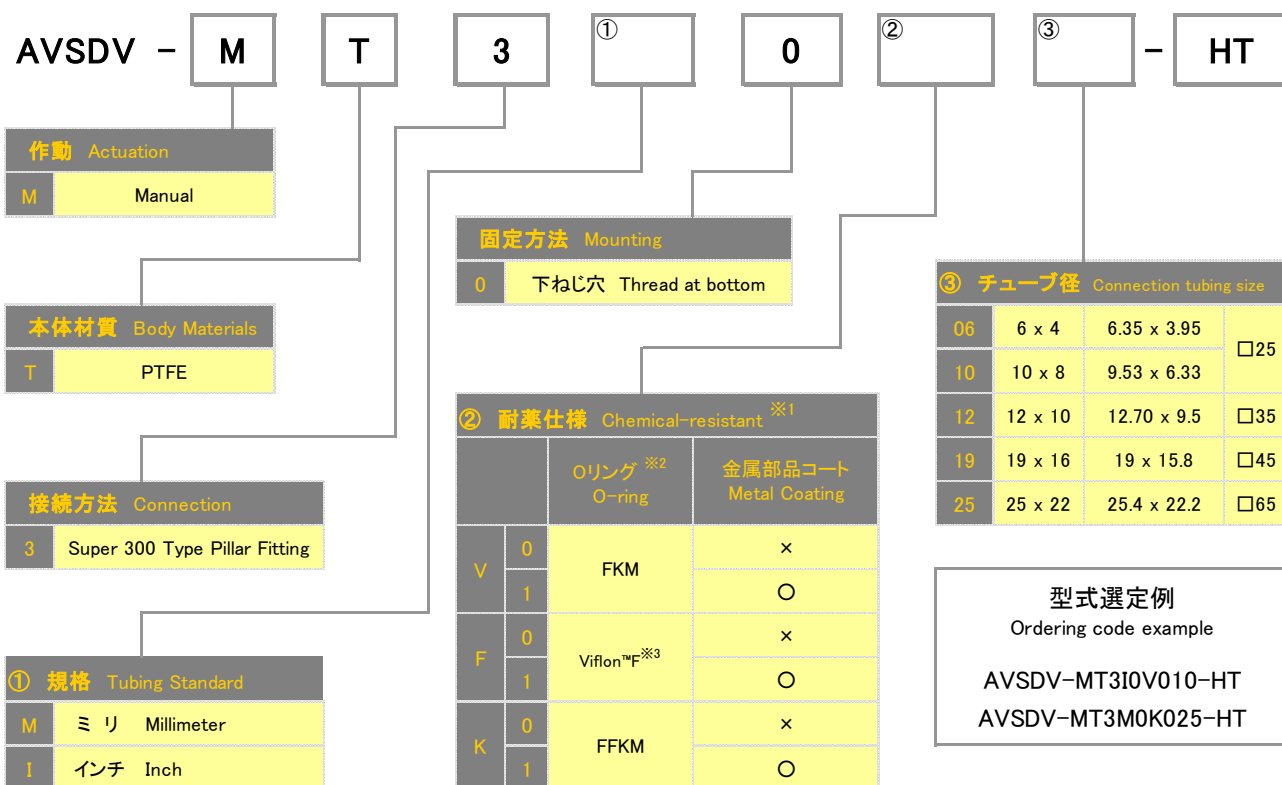 AVSDV - M T 3 ① 0 ② ③ - HT
作動 Actuation
M Manual
本体材質 Body Materials
T PTFE
接続方法 Connection
3 Super 300 Type Pillar Fitting
① 規格 Tubing Standard
M ミ リ Millimeter
I インチ Inch
固定方法 Mounting
0 下ねじ穴 Thread at bottom
② 耐薬仕様 Chemical-resistant ※1
Oリング ※2 金属部品コート
O-ring Metal Coating
V 0 FKM ×
1 ○
F 0 Viflon™F※3 ×
1 ○
K 0 FFKM ×
1 ○
③ チューブ径 Connection tubing size
06 6 x 4 6.35 x 3.95 □25
10 10 x 8 9.53 x 6.33
12 12 x 10 12.70 x 9.5 □35
19 19 x 16 19 x 15.8 □45
25 25 x 22 25.4 x 22.2 □65
型式選定例
Ordering code example
AVSDV-MT3I0V010-HT
AVSDV-MT3M0K025-HT